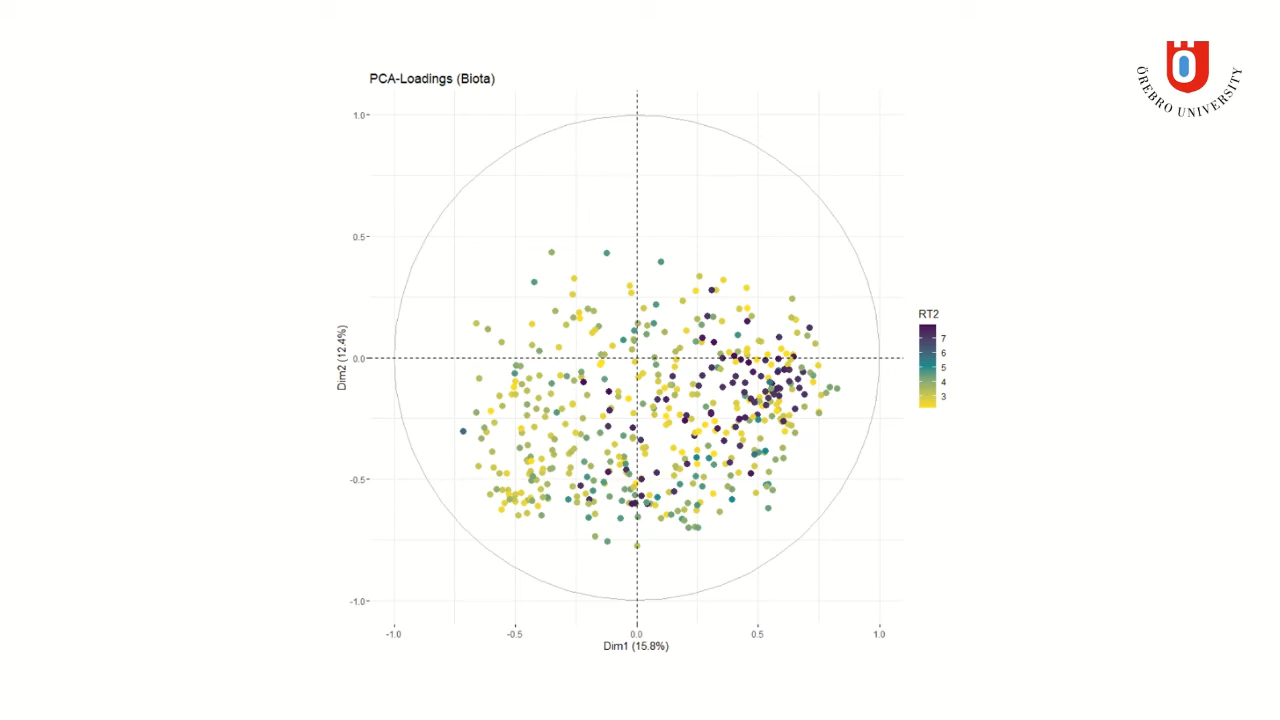 ÖREBRO UNIVERSITY
PCA-Loadings (Biota)
1.0
0.5
0.0
-0.5
-1.0
Dim2 (12.4%)
-1.0 -0.5 0.0 0.5 1.0
Dim1 (15.8%)
RT2
7
6
5
4
3